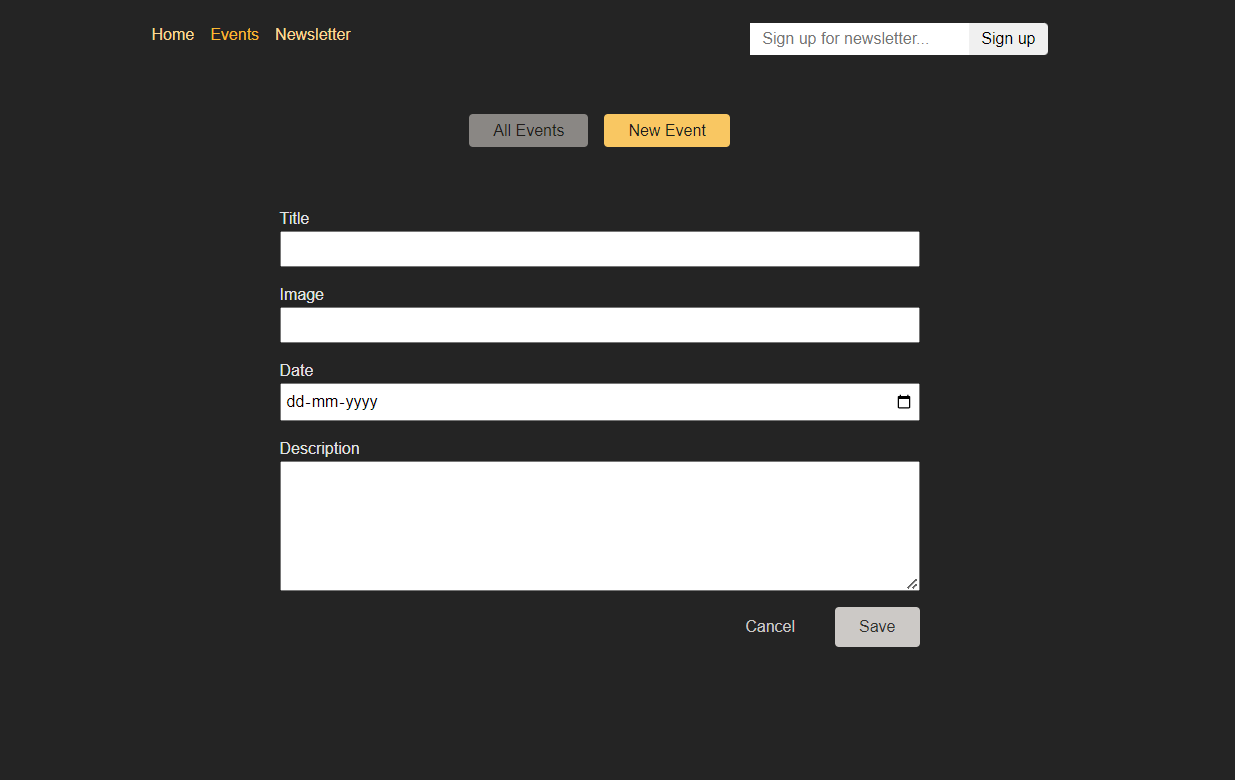 Home Events Newsletter Sign up for newsletter... Sign up
All Events New Event
Title
Image
Date
dd-mm-yyyy
Description
Cancel Save